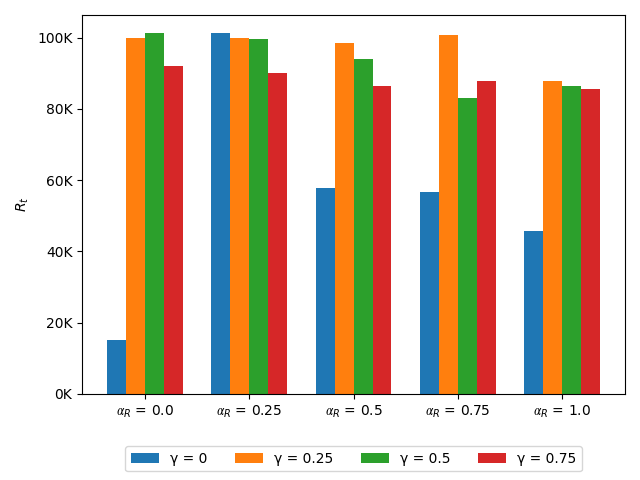 100K
80K
60K
40K
20K
0K
R_t
α_R = 0.0 α_R = 0.25 α_R = 0.5 α_R = 0.75 α_R = 1.0
γ = 0 γ = 0.25 γ = 0.5 γ = 0.75